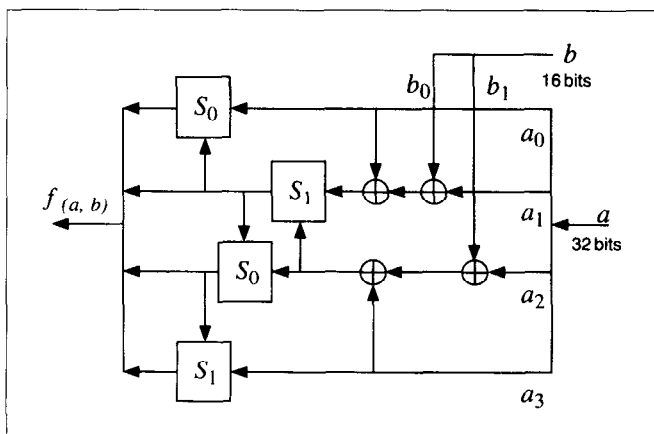 b
16 bits
b₀ b₁
S₀
a₀
S₁
f₍ₐ, b₎
a₁
a
32 bits
S₀
a₂
S₁
a₃